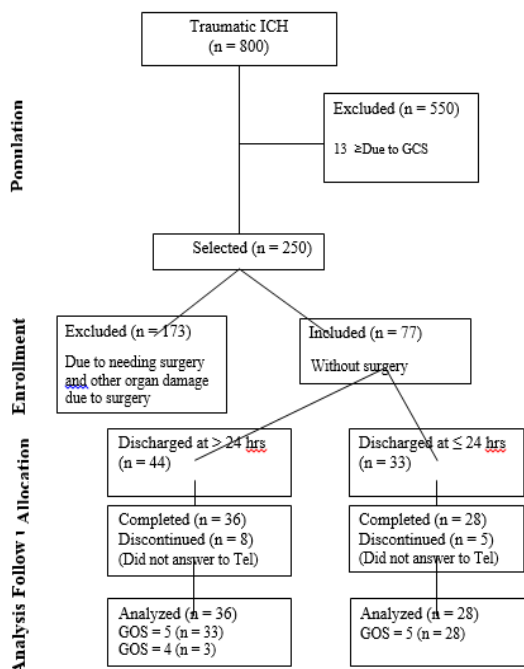 Traumatic ICH
(n = 800)
Population
Excluded (n = 550)
13 ≥Due to GCS
Selected (n = 250)
Enrollment
Excluded (n = 173)
Due to needing surgery
and other organ damage
due to surgery
Included (n = 77)
Without surgery
Allocation
Discharged at > 24 hrs
(n = 44)
Discharged at ≤ 24 hrs
(n = 33)
Follow
Completed (n = 36)
Discontinued (n = 8)
(Did not answer to Tel)
Completed (n = 28)
Discontinued (n = 5)
(Did not answer to Tel)
Analysis
Analyzed (n = 36)
GOS = 5 (n = 33)
GOS = 4 (n = 3)
Analyzed (n = 28)
GOS = 5 (n = 28)